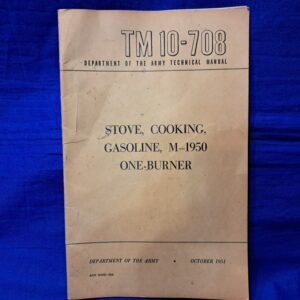 TM 10-708
DEPARTMENT OF THE ARMY TECHNICAL MANUAL
STOVE, COOKING,
GASOLINE, M-1950
ONE-BURNER
DEPARTMENT OF THE ARMY • OCTOBER 1951